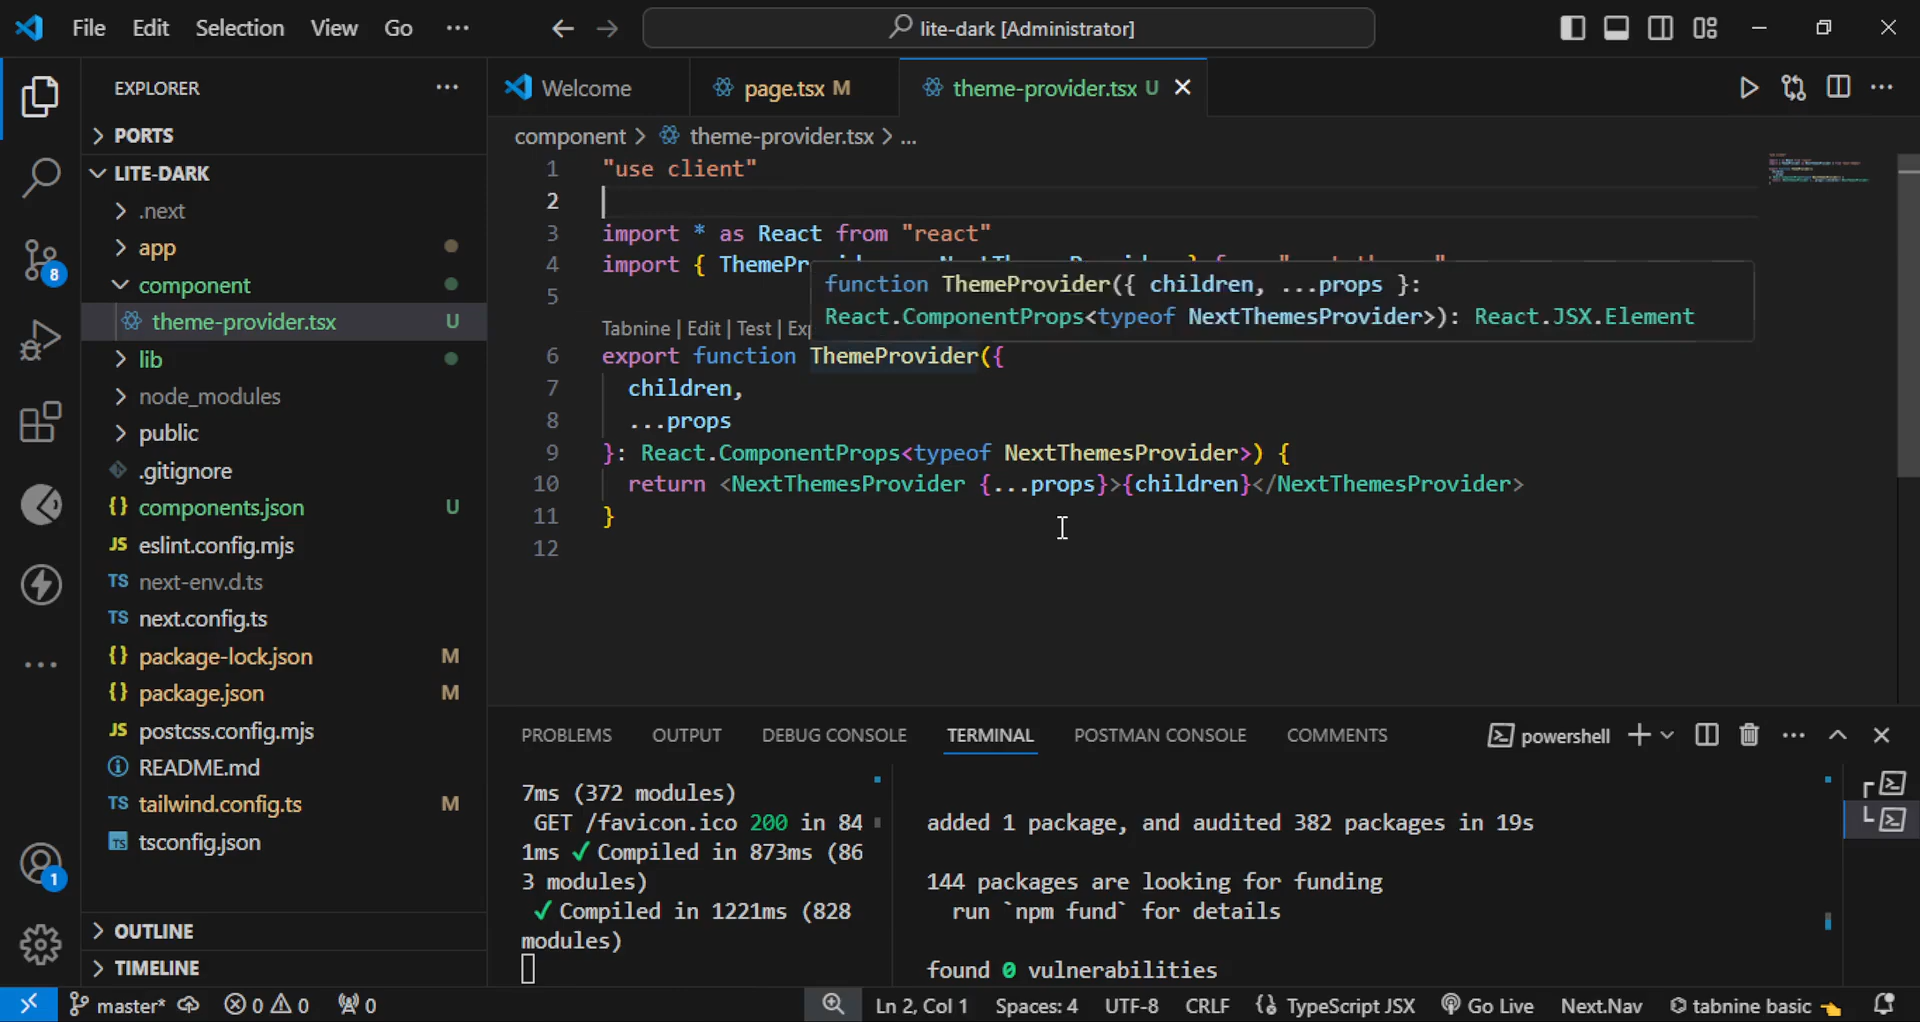 File Edit Selection View Go ···
lite-dark [Administrator]
EXPLORER
PORTS
LITE-DARK
.next
app
component
theme-provider.tsx U
lib
node_modules
public
.gitignore
components.json U
eslint.config.mjs
next-env.d.ts
next.config.ts
package-lock.json M
package.json M
postcss.config.mjs
README.md
tailwind.config.ts M
tsconfig.json
OUTLINE
TIMELINE
8
1
Welcome
page.tsx M
theme-provider.tsx U
component > theme-provider.tsx > ...
1 "use client"
2
3 import * as React from "react"
4 import { ThemePr
5
function ThemeProvider({ children, ...props }:
React.ComponentProps<typeof NextThemesProvider>): React.JSX.Element
Tabnine | Edit | Test | Ex
6 export function ThemeProvider({
7 children,
8 ...props
9 }: React.ComponentProps<typeof NextThemesProvider>) {
10 return <NextThemesProvider {...props}>{children}</NextThemesProvider>
11 }
12
PROBLEMS OUTPUT DEBUG CONSOLE TERMINAL POSTMAN CONSOLE COMMENTS
powershell
7ms (372 modules)
GET /favicon.ico 200 in 84
1ms ✓ Compiled in 873ms (86
3 modules)
✓ Compiled in 1221ms (828
modules)
added 1 package, and audited 382 packages in 19s
144 packages are looking for funding
run `npm fund` for details
found 0 vulnerabilities
master* 0 0 0
Ln 2, Col 1 Spaces: 4 UTF-8 CRLF {} TypeScript JSX Go Live Next.Nav tabnine basic